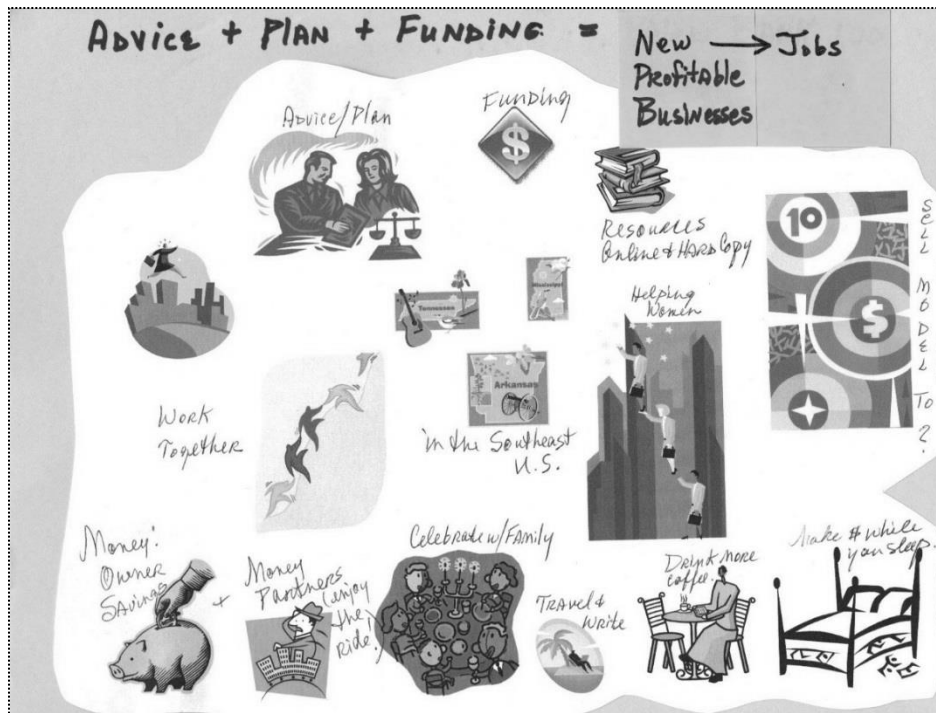 ADVICE + PLAN + FUNDING =
New → Jobs
Profitable
Businesses
Advice/Plan
Funding
Resources
Online & Hard Copy
Tennessee
Mississippi
Helping
Women
10
$
$
SELL MODEL TO ?
Arkansas
Work
Together
in the Southeast
U.S.
Money:
Owner
Savings
+
Money
Partners
(enjoy
the
ride!)
Celebrate w/Family
Travel &
Write
Drink more
coffee.
Make $ while
you sleep.